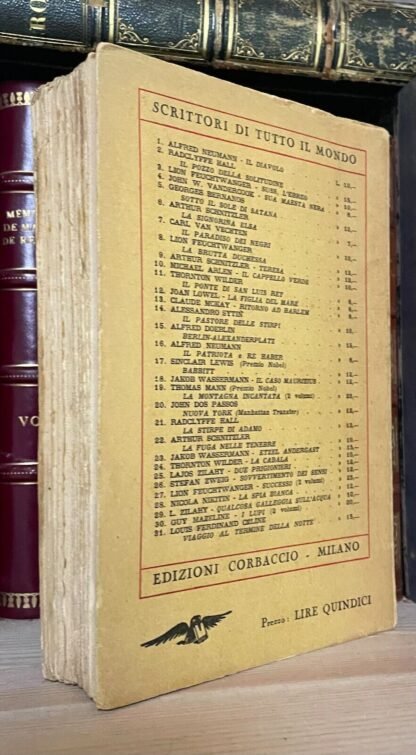 SCRITTORI DI TUTTO IL MONDO
1. ALFRED NEUMANN - IL DIAVOLO
2. RADCLYFFE HALL
IL POZZO DELLA SOLITUDINE
3. LION FEUCHTWANGER - SUSS, L'EBREO
4. JOHN W. VANDERCOOK - SUA MAESTÀ NERA
5. GEORGES BERNANOS
SOTTO IL SOLE DI SATANA
6. ARTHUR SCHNITZLER
LA SIGNORINA ELSA
7. CARL VAN VECHTEN
IL PARADISO DEI NEGRI
8. LION FEUCHTWANGER
LA BRUTTA DUCHESSA
9. ARTHUR SCHNITZLER - TERESA
10. MICHAEL ARLEN - IL CAPPELLO VERDE
11. THORNTON WILDER
IL PONTE DI SAN LUIS REY
12. JOAN LOWEL - LA FIGLIA DEL MARE
13. CLAUDE MCKAY - RITORNO AD HARLEM
14. ALESSANDRO SYTIN
IL PASTORE DELLE STIRPI
15. ALFRED DOEBLIN
BERLIN-ALEXANDERPLATZ
16. ALFRED NEUMANN
IL PATRIOTA e RE HABER
17. SINCLAIR LEWIS (Premio Nobel)
BABBITT
18. JAKOB WASSERMANN - IL CASO MAURIZIUS
19. THOMAS MANN (Premio Nobel)
LA MONTAGNA INCANTATA (2 volumi)
20. JOHN DOS PASSOS
NUOVA YORK (Manhattan Transfer)
21. RADCLYFFE HALL
LA STIRPE DI ADAMO
22. ARTHUR SCHNITZLER
LA FUGA NELLE TENEBRE
23. JAKOB WASSERMANN - ETZEL ANDERGAST
24. THORNTON WILDER - LA CABALA
25. LAJOS ZILAHY - DUE PRIGIONIERI
26. STEFAN ZWEIG - SOVVERTIMENTO DEI SENSI
27. LION FEUCHTWANGER - SUCCESSO (2 volumi)
28. NICOLA NIKITIN - LA SPIA BIANCA
29. L. ZILAHY - QUALCOSA GALLEGGIA SULL'ACQUA
30. GUY MAZELINE - I LUPI (2 volumi)
31. LOUIS FERDINAND CÉLINE
VIAGGIO AL TERMINE DELLA NOTTE
EDIZIONI CORBACCIO - MILANO
Prezzo: LIRE QUINDICI